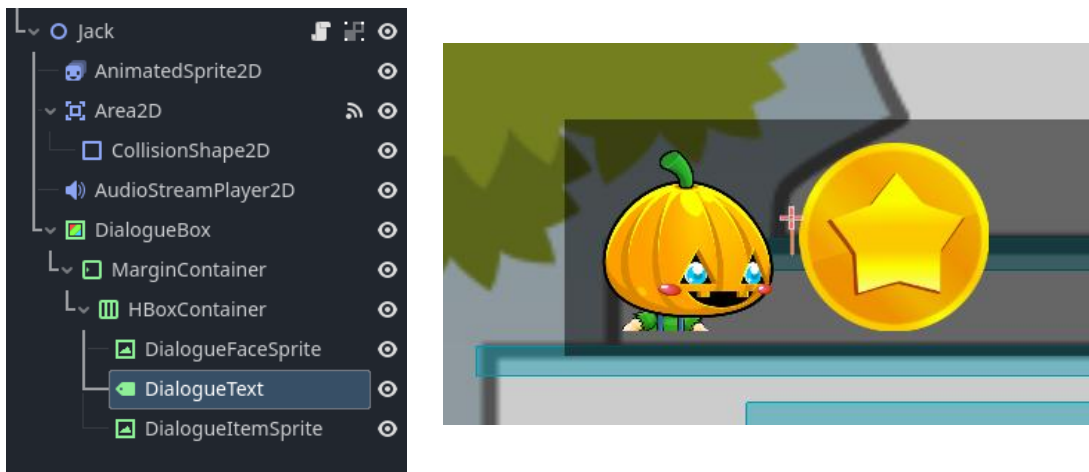 Jack
AnimatedSprite2D
Area2D
CollisionShape2D
AudioStreamPlayer2D
DialogueBox
MarginContainer
HBoxContainer
DialogueFaceSprite
DialogueText
DialogueItemSprite